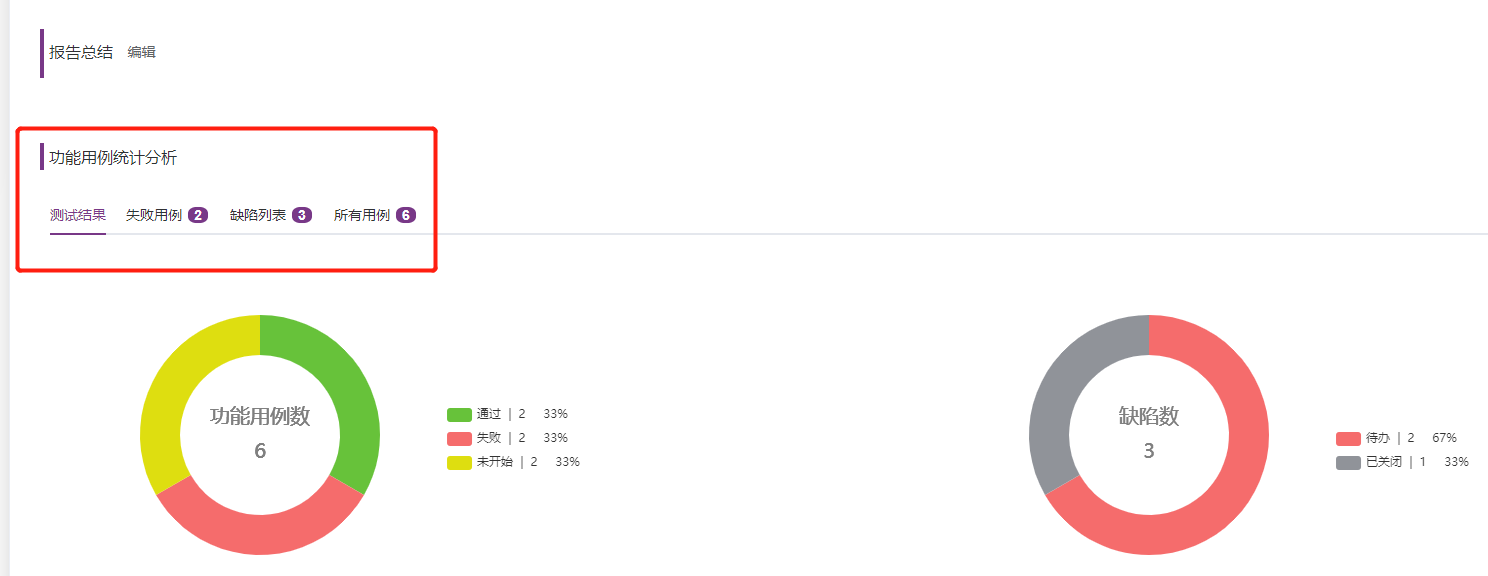 报告总结 编辑
功能用例统计分析
测试结果 失败用例 2 缺陷列表 3 所有用例 6
功能用例数
6
通过 | 2 33%
失败 | 2 33%
未开始 | 2 33%
缺陷数
3
待办 | 2 67%
已关闭 | 1 33%